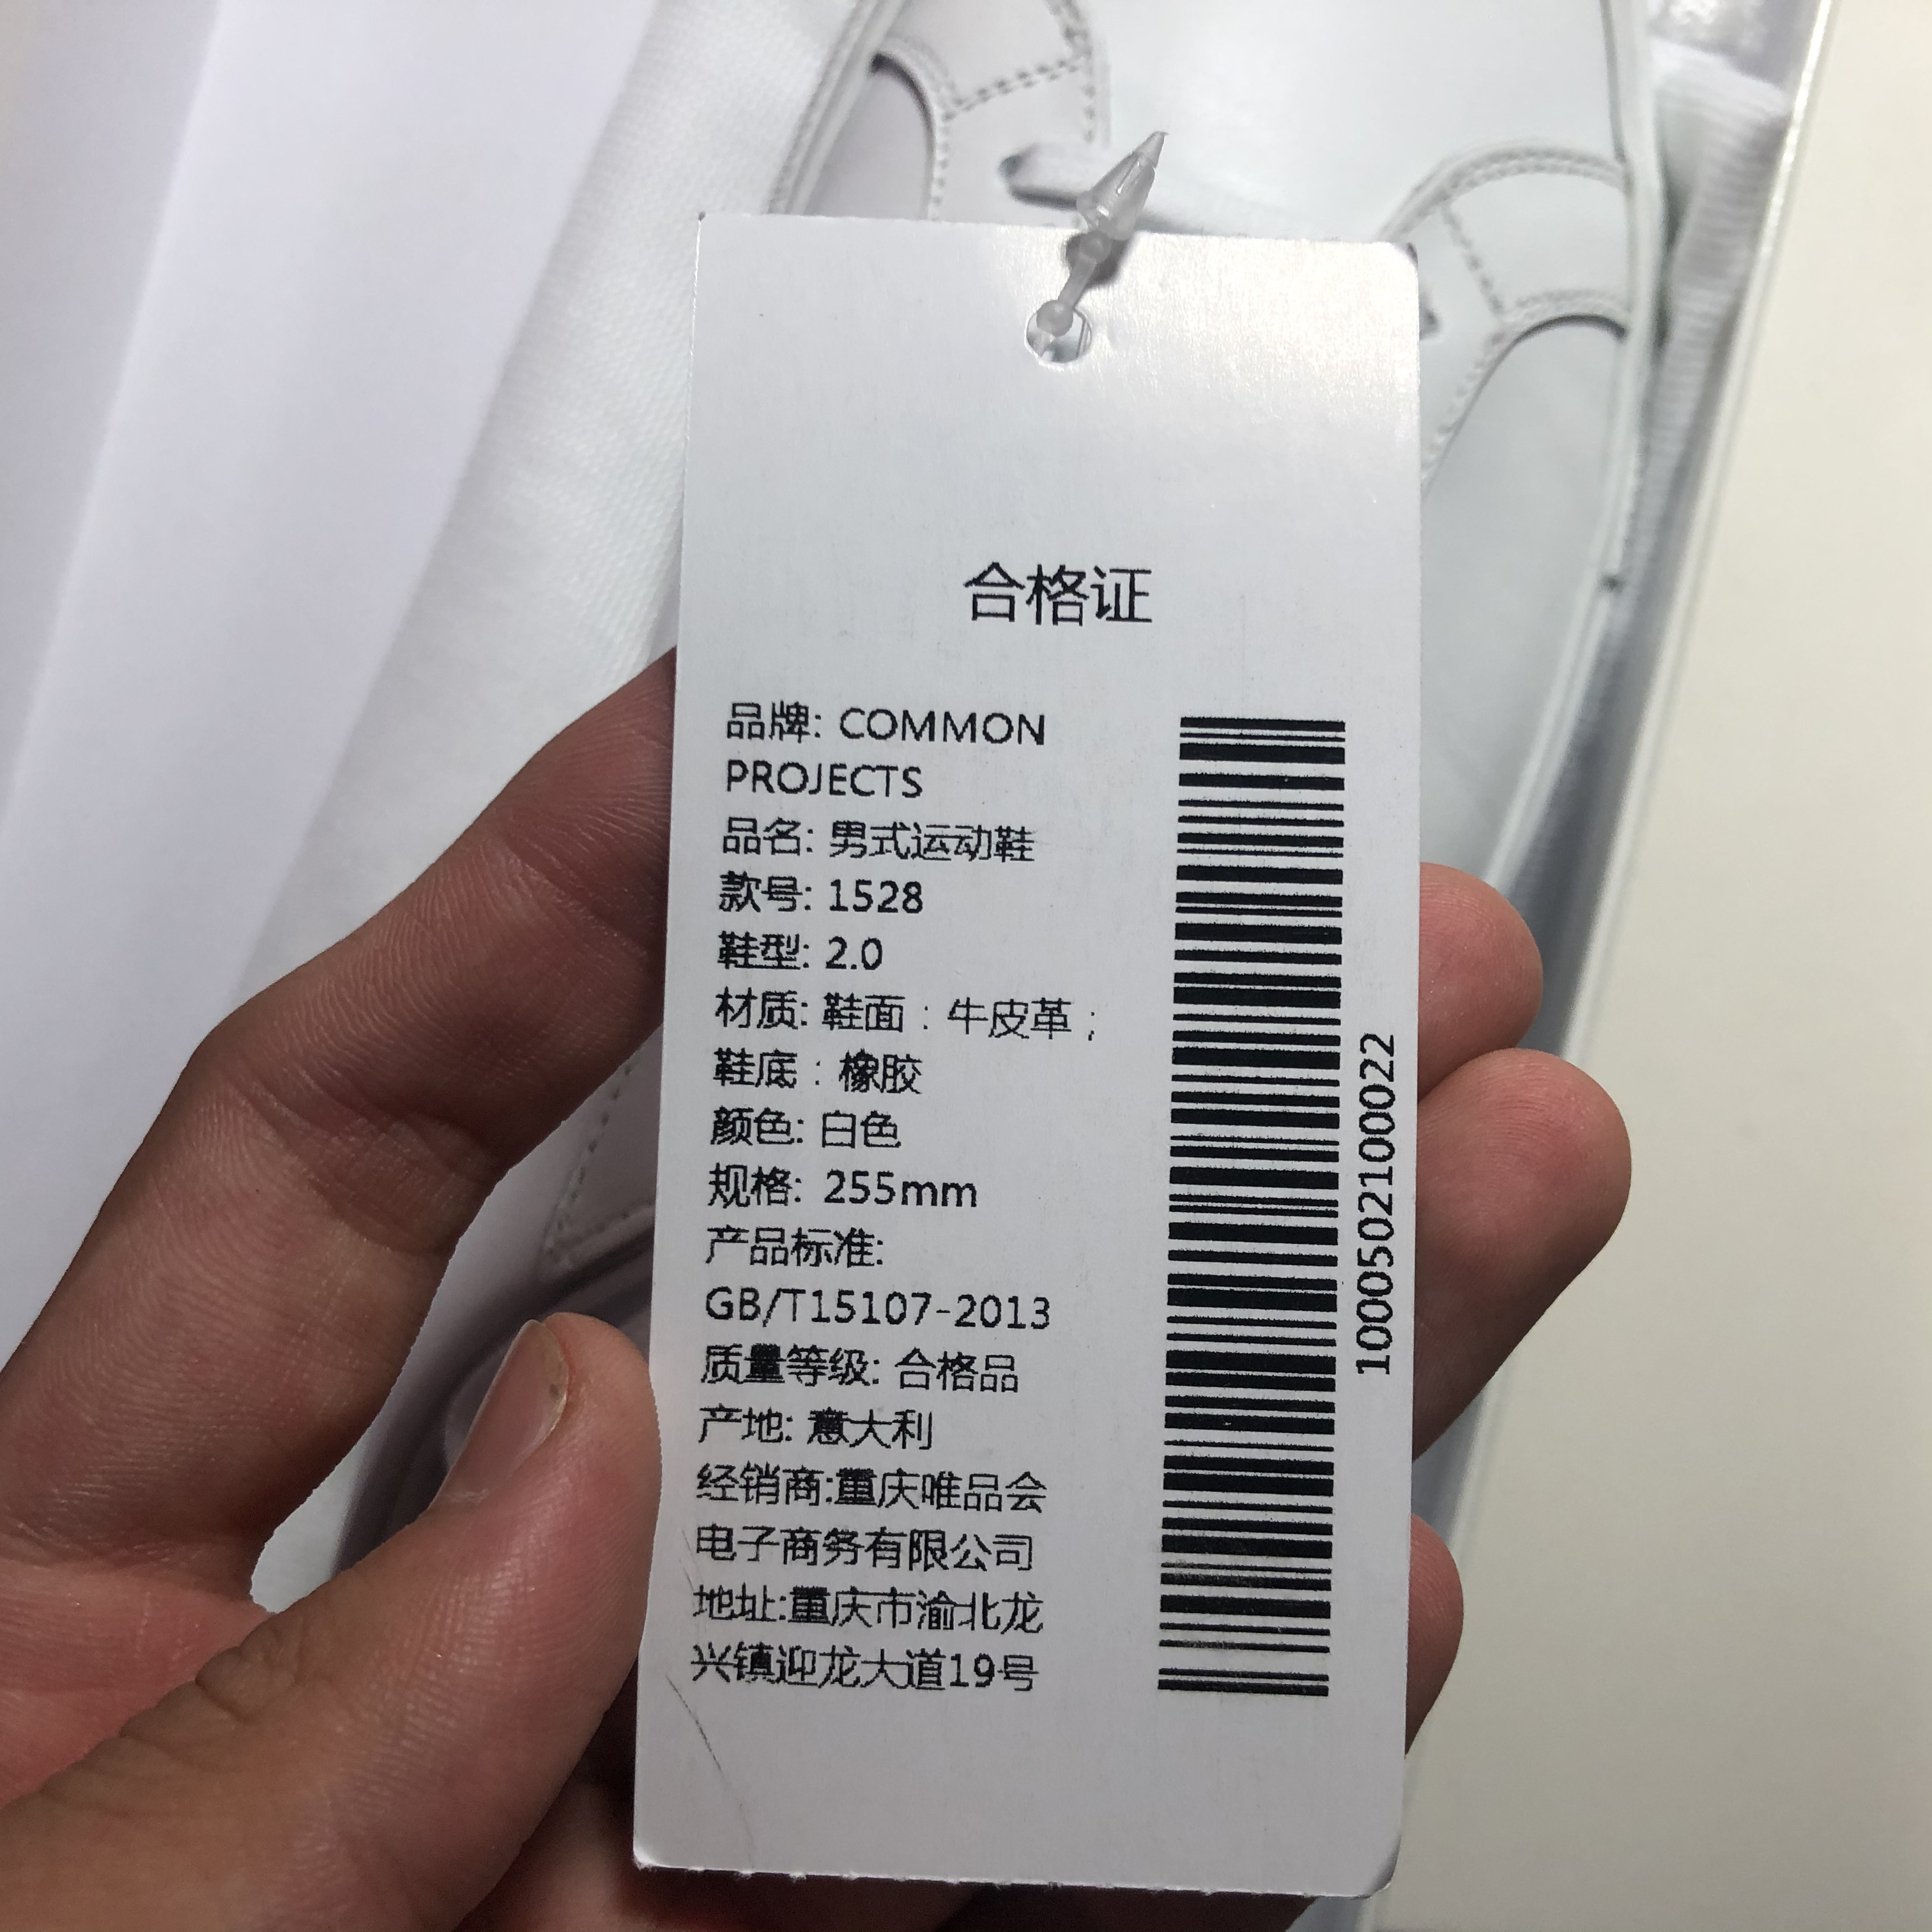 合格证
品牌: COMMON
PROJECTS
品名: 男式运动鞋
款号: 1528
鞋型: 2.0
材质: 鞋面：牛皮革；
鞋底：橡胶
颜色: 白色
规格: 255mm
产品标准:
GB/T15107-2013
质量等级: 合格品
产地: 意大利
经销商:重庆唯品会
电子商务有限公司
地址:重庆市渝北龙
兴镇迎龙大道19号
1000502100022